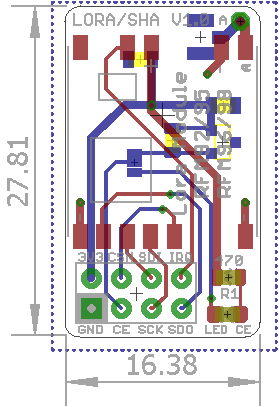 LORA/SHA V1.0 A
A
Lora module
RFM92/95
RFM96/98
27.81
3V3 CSK SDI IRQ
470
R1
GND CE SCK SDO LED CE
16.38